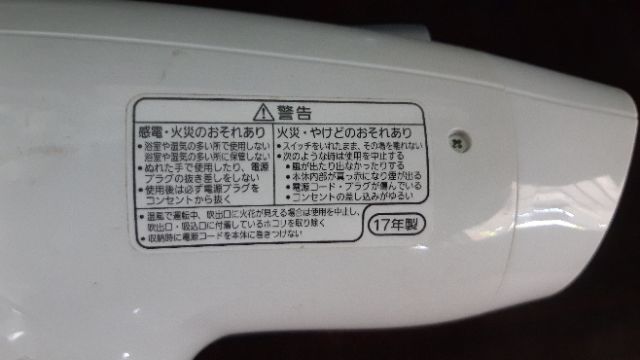 警告
感電・火災のおそれあり
• 浴室や湿気の多い所で使用しない
浴室や湿気の多い所に保管しない
• ぬれた手で使用したり、電源
プラグの抜き差しをしない
• 使用後は必ず電源プラグを
コンセントから抜く
火災・やけどのおそれあり
• スイッチをいれたまま、その場を離れない
• 次のような時は使用を中止する
• 風が出たり出なかったりする
• 本体内部が真っ赤になり煙が出る
• 電源コード・プラグが傷んでいる
• コンセントの差し込みがゆるい
• 温風で運転中、吹出口に火花が見える場合は使用を中止し、
吹出口・吸込口に付着しているホコリを取り除く
• 収納時に電源コードを本体に巻きつけない
17年製